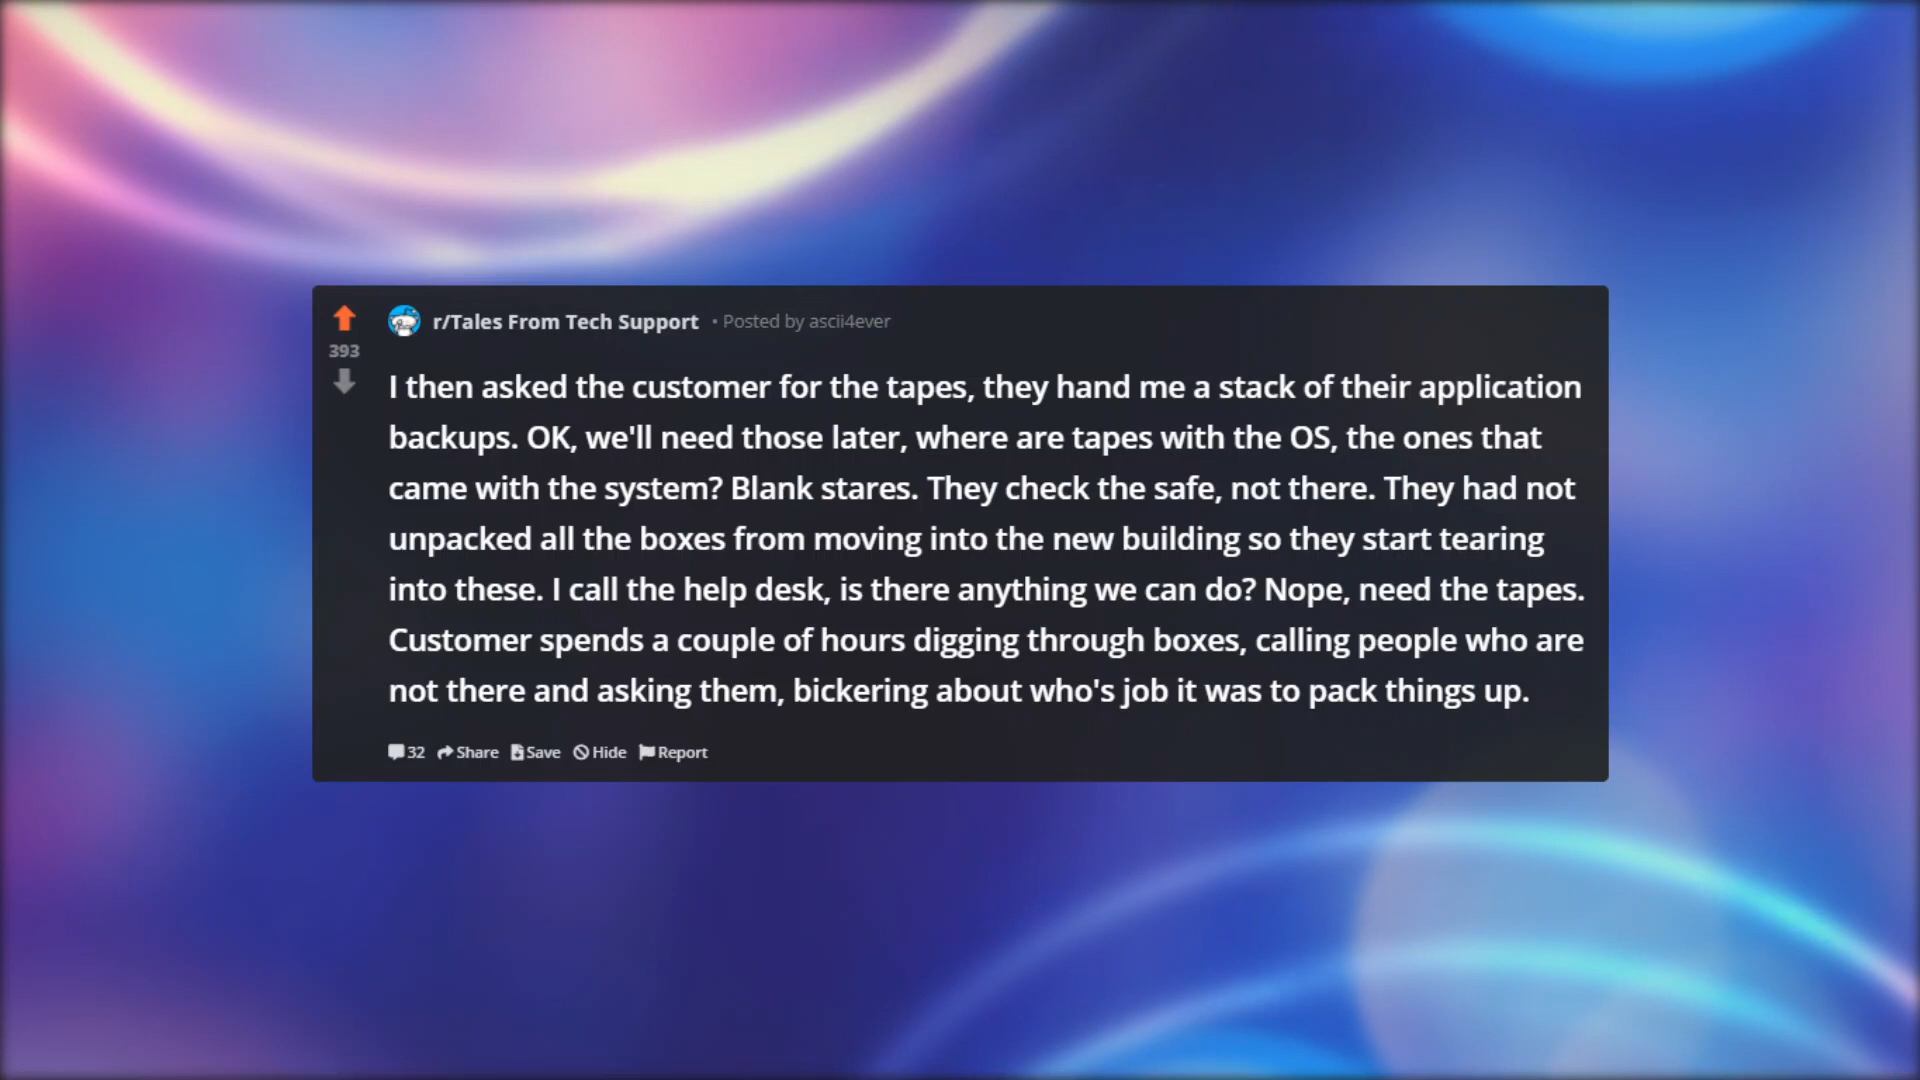 r/Tales From Tech Support • Posted by ascii4ever
393
I then asked the customer for the tapes, they hand me a stack of their application
backups. OK, we'll need those later, where are tapes with the OS, the ones that
came with the system? Blank stares. They check the safe, not there. They had not
unpacked all the boxes from moving into the new building so they start tearing
into these. I call the help desk, is there anything we can do? Nope, need the tapes.
Customer spends a couple of hours digging through boxes, calling people who are
not there and asking them, bickering about who's job it was to pack things up.
32 Share Save Hide Report